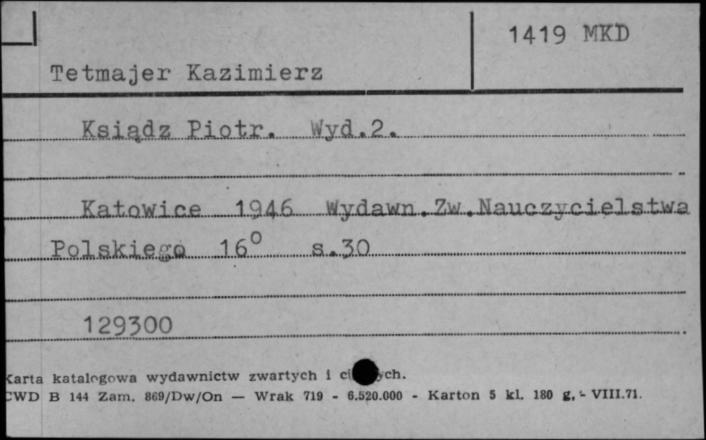 1419 MKD
Tetmajer Kazimierz
Ksiądz Piotr. Wyd.2.
Katowice 1946 Wydawn.Zw.Nauczycielstwa
Polskiego 16° s.30
129300
Karta katalogowa wydawnictw zwartych i
CWD B 144 Zam. 869/Dw/On — Wrak 719 - 6.520.000 - Karton 5 kl. 180 g. - VIII.71.